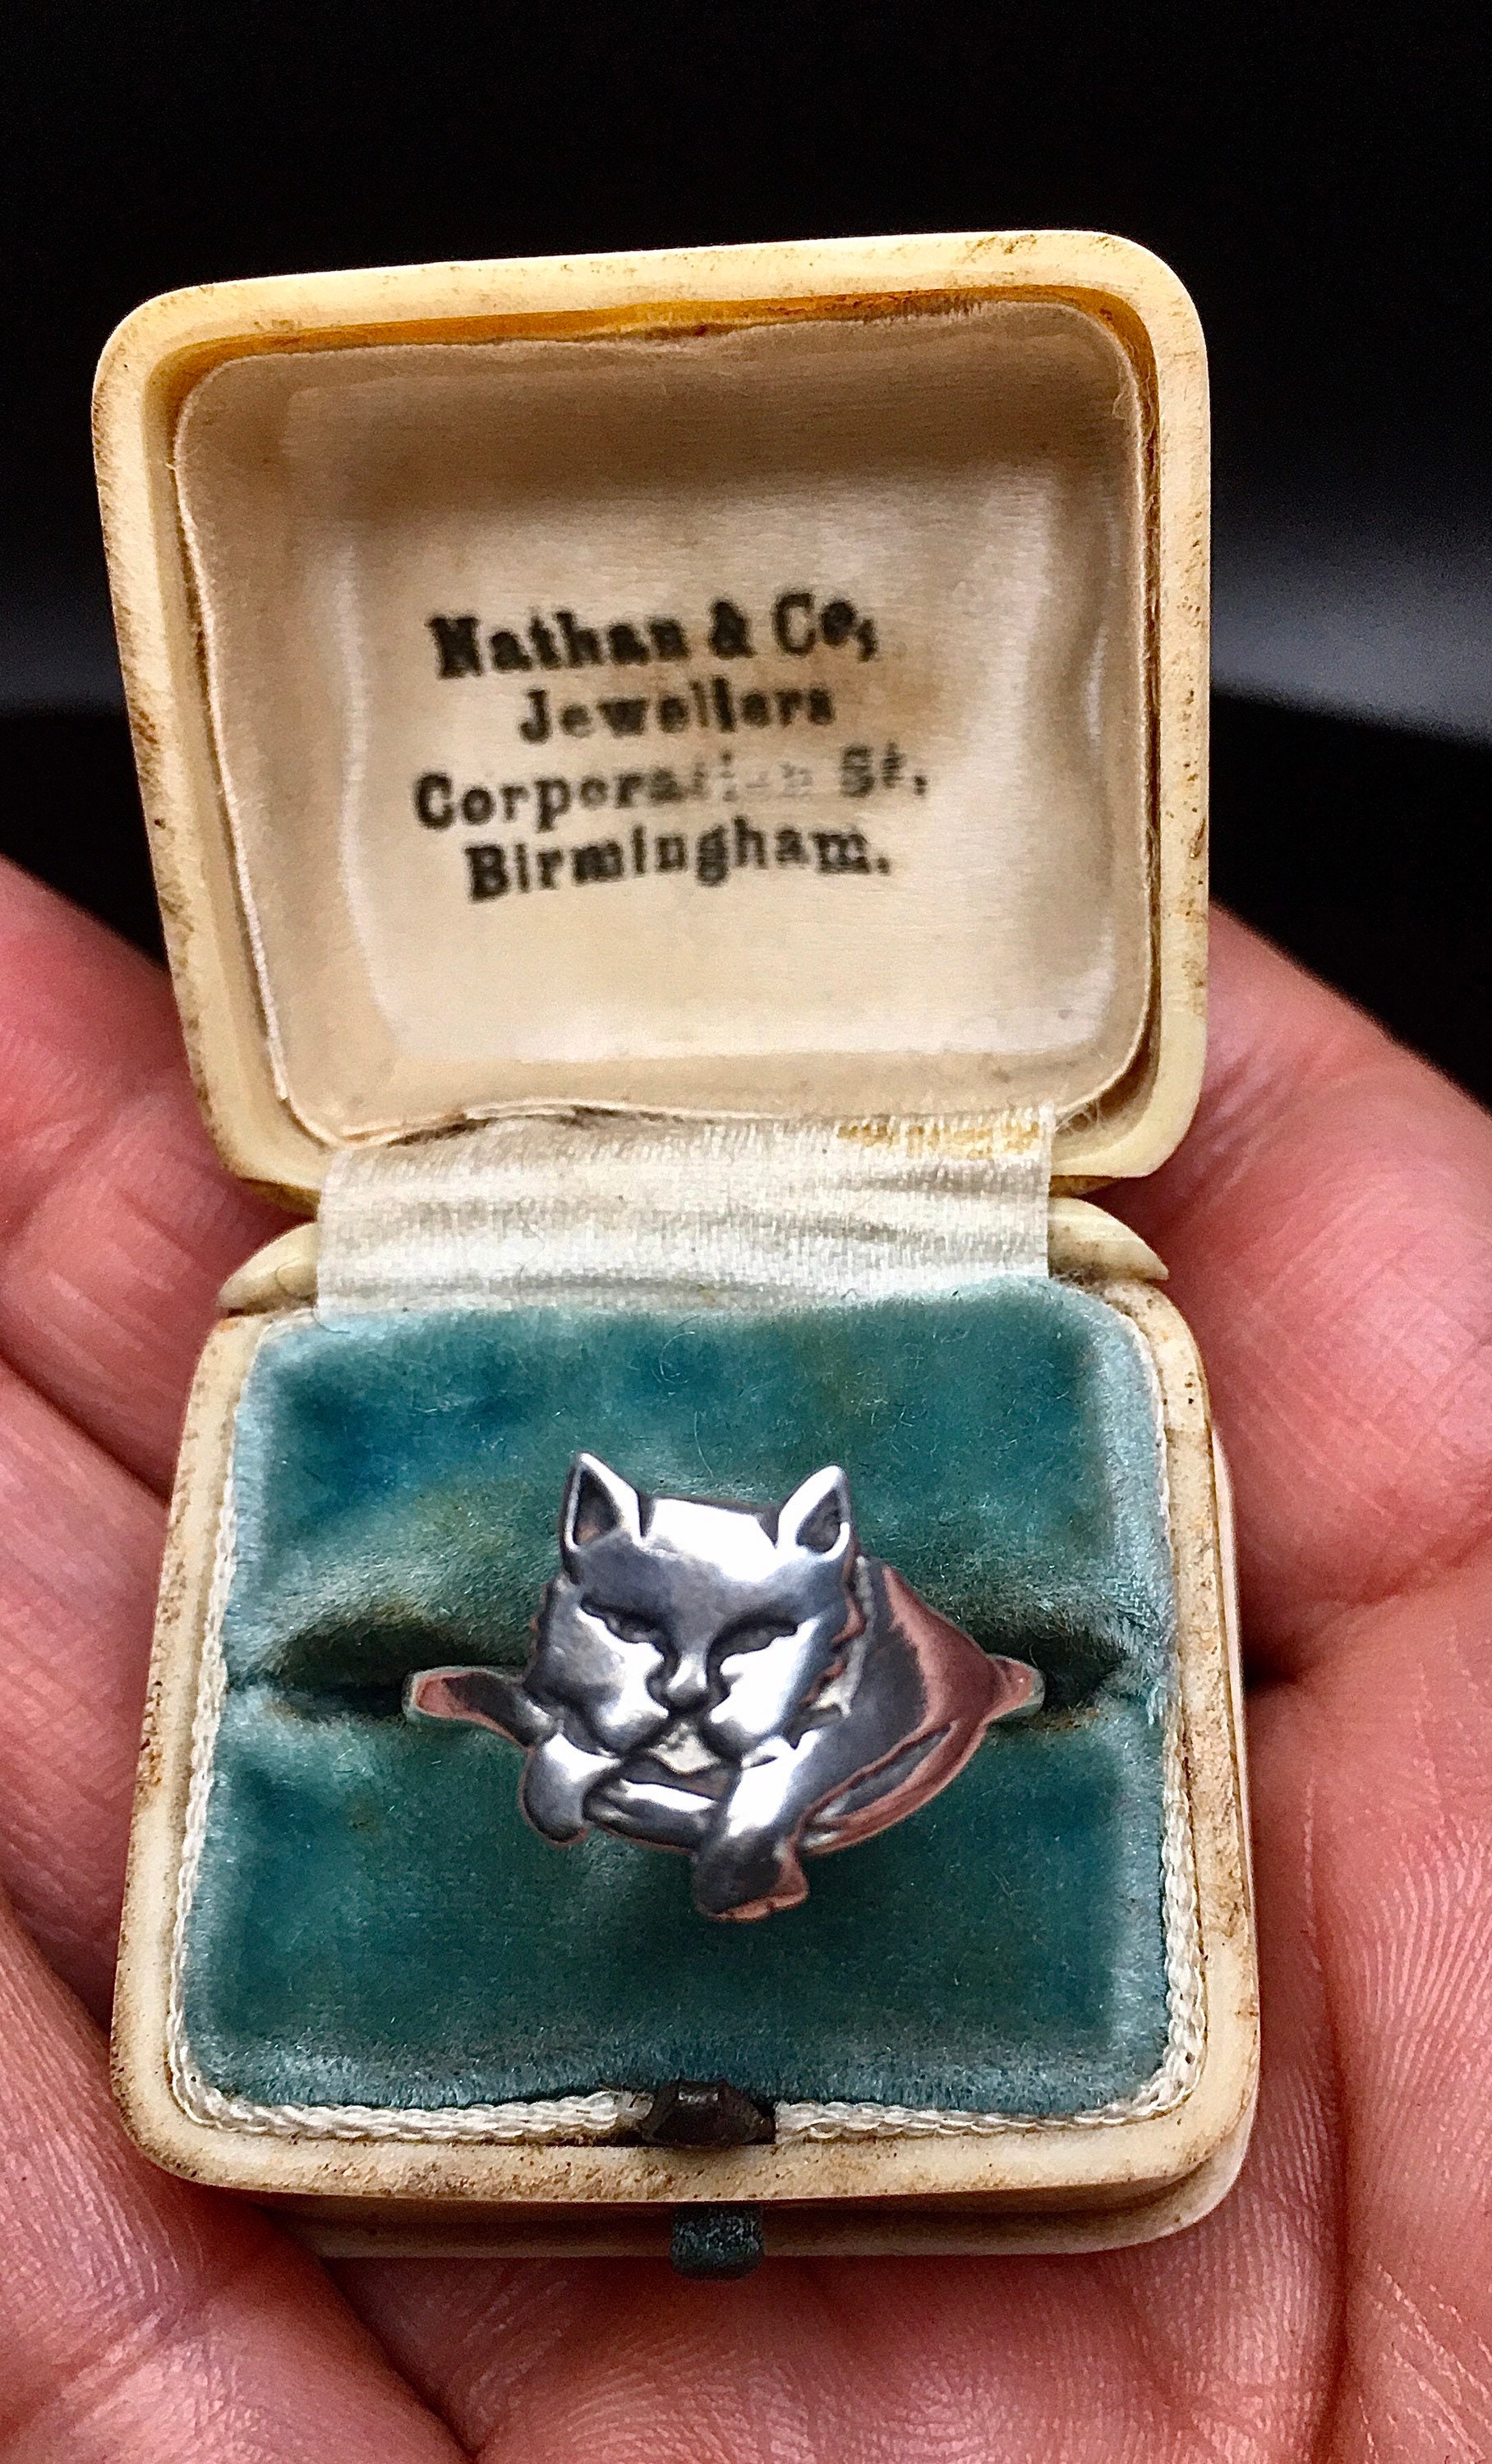 Nathan & Co,
Jewellers
Corporation St.
Birmingham.